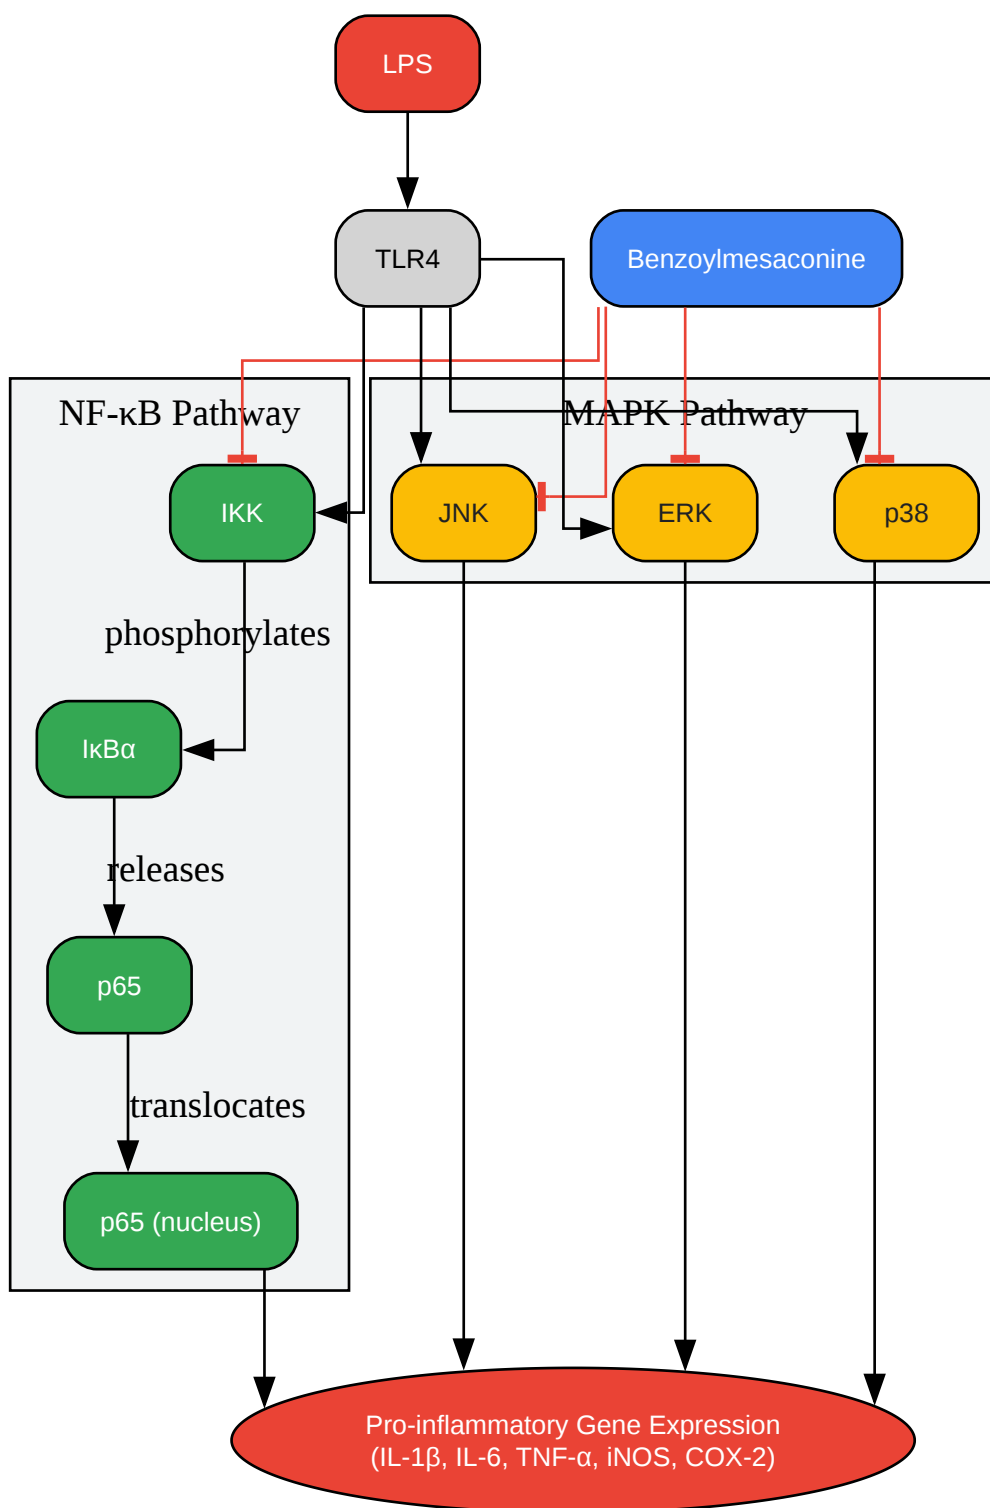 LPS
TLR4
Benzoylmesaconine
NF-κB Pathway
MAPK Pathway
IKK
JNK
ERK
p38
phosphorylates
IκBα
releases
p65
translocates
p65 (nucleus)
Pro-inflammatory Gene Expression
(IL-1β, IL-6, TNF-α, iNOS, COX-2)